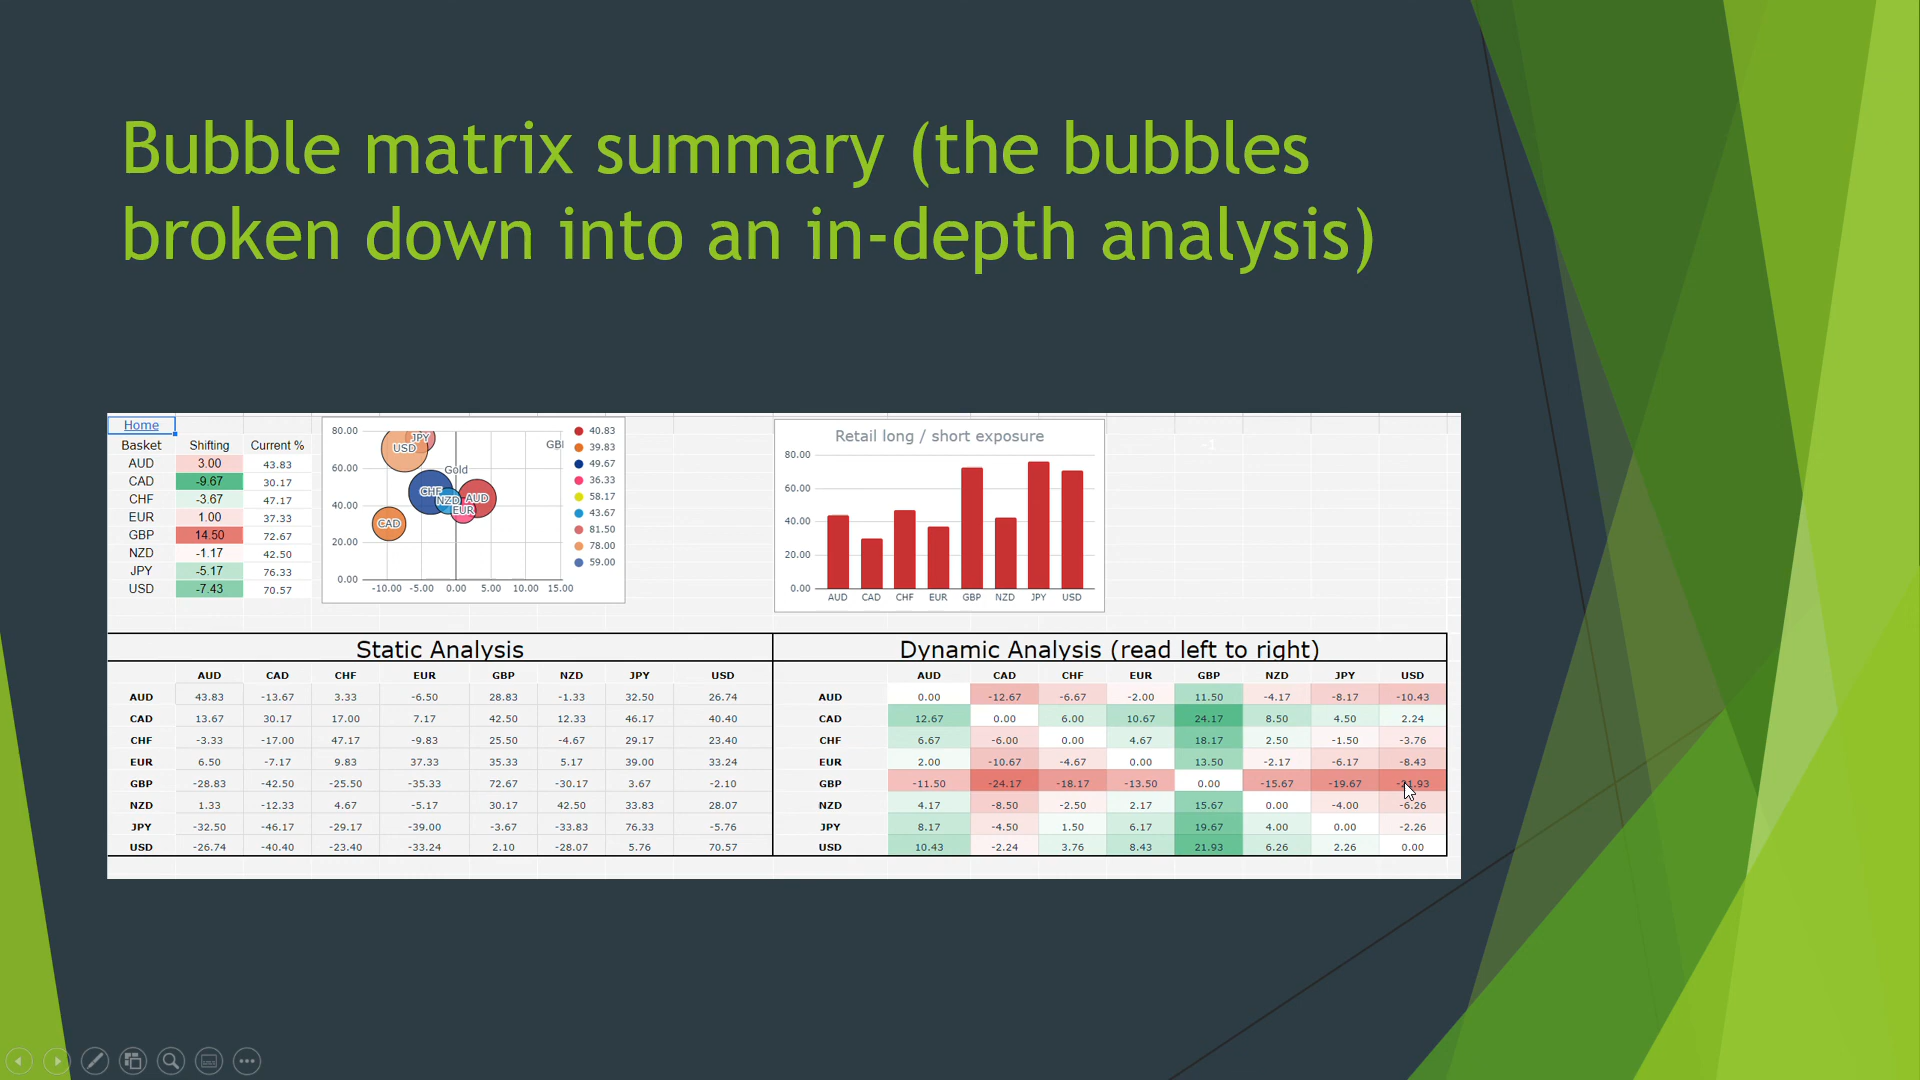 Bubble matrix summary (the bubbles
broken down into an in-depth analysis)
Home
Basket Shifting Current %
AUD 3.00 43.83
CAD -9.67 30.17
CHF -3.67 47.17
EUR 1.00 37.33
GBP 14.50 72.67
NZD -1.17 42.50
JPY -5.17 76.33
USD -7.43 70.57
80.00
60.00
40.00
20.00
0.00
-10.00 -5.00 0.00 5.00 10.00 15.00
JPY
USD
Gold
CHF
NZD
AUD
EUR
CAD
40.83
39.83
49.67
36.33
58.17
43.67
81.50
78.00
59.00
Retail long / short exposure
80.00
60.00
40.00
20.00
0.00
AUD CAD CHF EUR GBP NZD JPY USD
-1
Static Analysis
AUD CAD CHF EUR GBP NZD JPY USD
AUD 43.83 -13.67 3.33 -6.50 28.83 -1.33 32.50 26.74
CAD 13.67 30.17 17.00 7.17 42.50 12.33 46.17 40.40
CHF -3.33 -17.00 47.17 -9.83 25.50 -4.67 29.17 23.40
EUR 6.50 -7.17 9.83 37.33 35.33 5.17 39.00 33.24
GBP -28.83 -42.50 -25.50 -35.33 72.67 -30.17 3.67 -2.10
NZD 1.33 -12.33 4.67 -5.17 30.17 42.50 33.83 28.07
JPY -32.50 -46.17 -29.17 -39.00 -3.67 -33.83 76.33 -5.76
USD -26.74 -40.40 -23.40 -33.24 2.10 -28.07 5.76 70.57
Dynamic Analysis (read left to right)
AUD CAD CHF EUR GBP NZD JPY USD
AUD 0.00 -12.67 -6.67 -2.00 11.50 -4.17 -8.17 -10.43
CAD 12.67 0.00 6.00 10.67 24.17 8.50 4.50 2.24
CHF 6.67 -6.00 0.00 4.67 18.17 2.50 -1.50 -3.76
EUR 2.00 -10.67 -4.67 0.00 13.50 -2.17 -6.17 -8.43
GBP -11.50 -24.17 -18.17 -13.50 0.00 -15.67 -19.67 -21.93
NZD 4.17 -8.50 -2.50 2.17 15.67 0.00 -4.00 -6.26
JPY 8.17 -4.50 1.50 6.17 19.67 4.00 0.00 -2.26
USD 10.43 -2.24 3.76 8.43 21.93 6.26 2.26 0.00